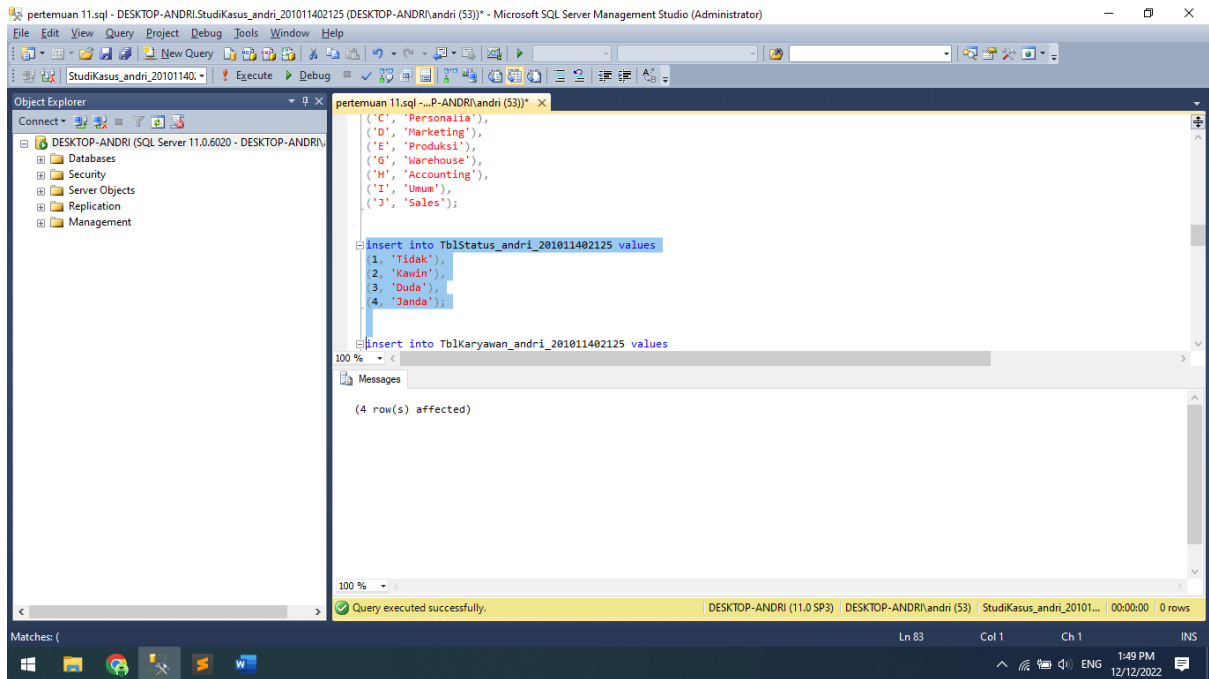 pertemuan 11.sql - DESKTOP-ANDRI.StudiKasus_andri_201011402125 (DESKTOP-ANDRI\andri (53))* - Microsoft SQL Server Management Studio (Administrator)
File Edit View Query Project Debug Tools Window Help
New Query
StudiKasus_andri_20101140; Execute Debug
Object Explorer
Connect
DESKTOP-ANDRI (SQL Server 11.0.6020 - DESKTOP-ANDRI\
Databases
Security
Server Objects
Replication
Management
pertemuan 11.sql -...P-ANDRI\andri (53))*
('C', 'Personalia'),
('D', 'Marketing'),
('E', 'Produksi'),
('G', 'Warehouse'),
('H', 'Accounting'),
('I', 'Umum'),
('J', 'Sales');
insert into TblStatus_andri_201011402125 values
(1, 'Tidak'),
(2, 'Kawin'),
(3, 'Duda'),
(4, 'Janda');
insert into TblKaryawan_andri_201011402125 values
100 %
Messages
(4 row(s) affected)
100 %
Query executed successfully. DESKTOP-ANDRI (11.0 SP3) DESKTOP-ANDRI\andri (53) StudiKasus_andri_20101... 00:00:00 0 rows
Matches: ( Ln 83 Col 1 Ch 1 INS
ENG 1:49 PM
12/12/2022